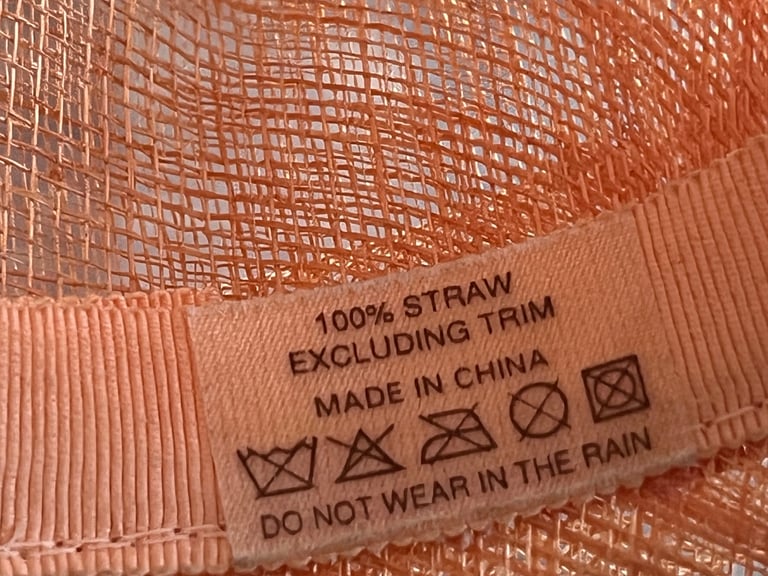 100% STRAW
EXCLUDING TRIM
MADE IN CHINA
DO NOT WEAR IN THE RAIN